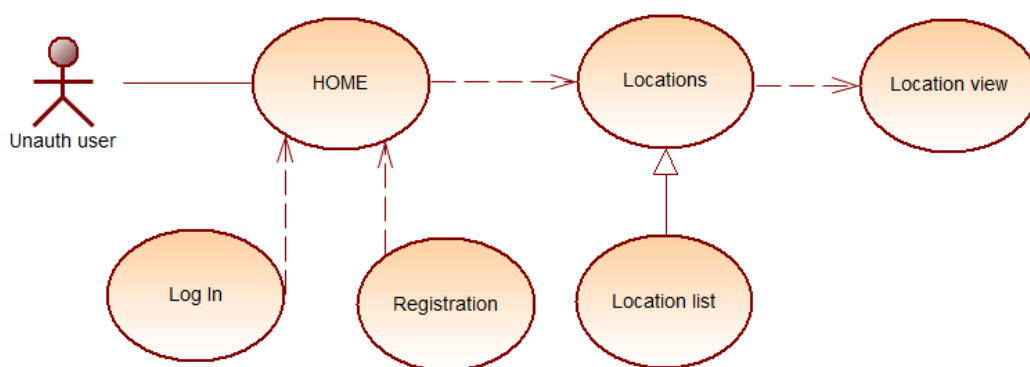 HOME
Locations
Location view
Unauth user
Log In
Registration
Location list